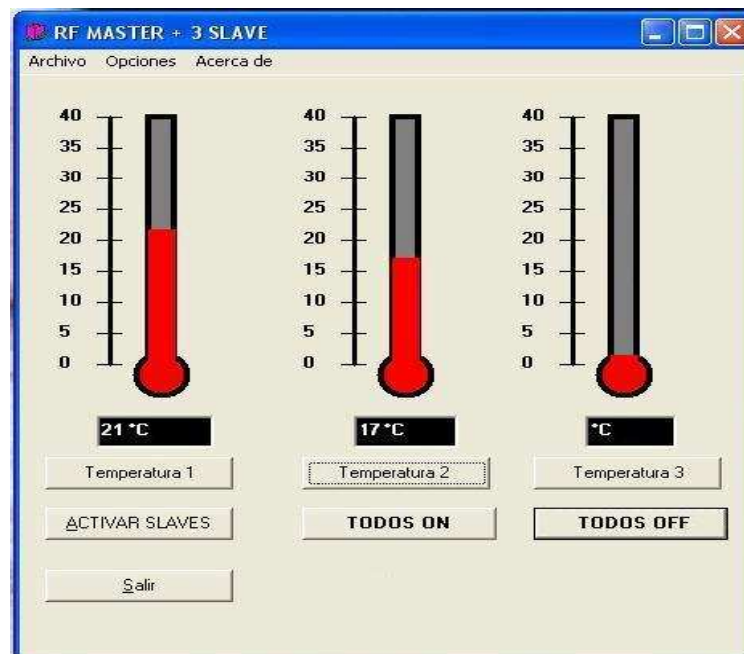 RF MASTER + 3 SLAVE
Archivo Opciones Acerca de
40 40 40
35 35 35
30 30 30
25 25 25
20 20 20
15 15 15
10 10 10
5 5 5
0 0 0
21 °C 17 °C °C
Temperatura 1 Temperatura 2 Temperatura 3
ACTIVAR SLAVES TODOS ON TODOS OFF
Salir